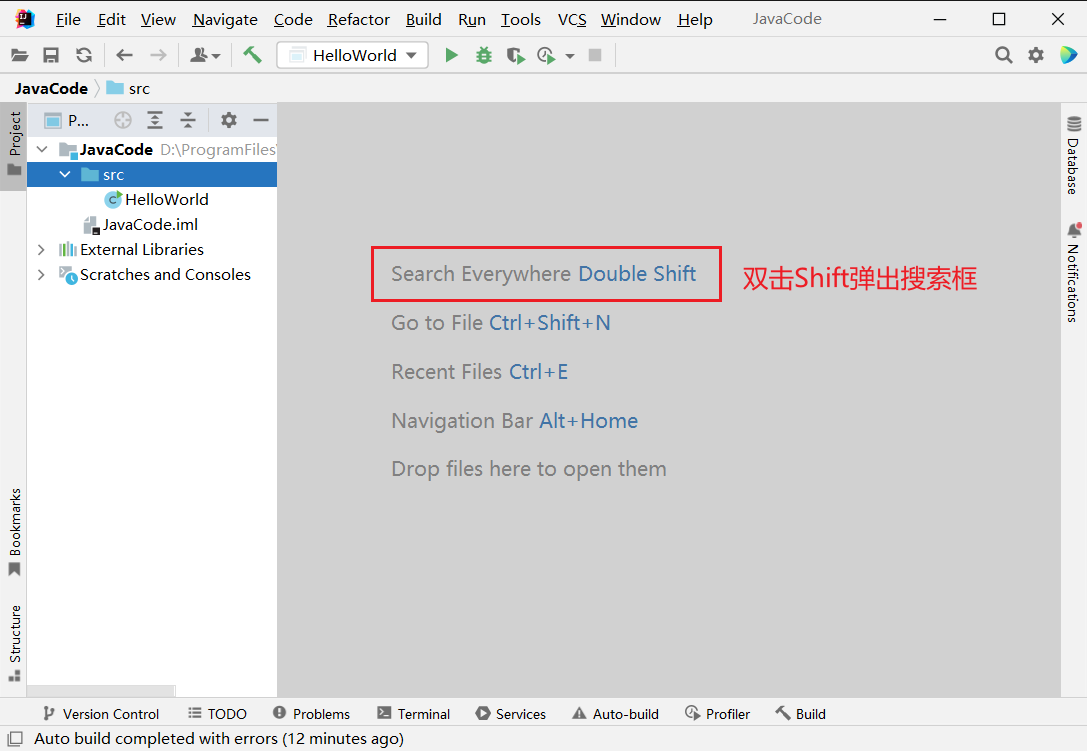 File Edit View Navigate Code Refactor Build Run Tools VCS Window Help JavaCode
HelloWorld
JavaCode src
Project
P...
JavaCode D:\ProgramFiles
src
HelloWorld
JavaCode.iml
External Libraries
Scratches and Consoles
Bookmarks
Structure
Search Everywhere Double Shift
双击Shift弹出搜索框
Go to File Ctrl+Shift+N
Recent Files Ctrl+E
Navigation Bar Alt+Home
Drop files here to open them
Database
Notifications
Version Control TODO Problems Terminal Services Auto-build Profiler Build
Auto build completed with errors (12 minutes ago)